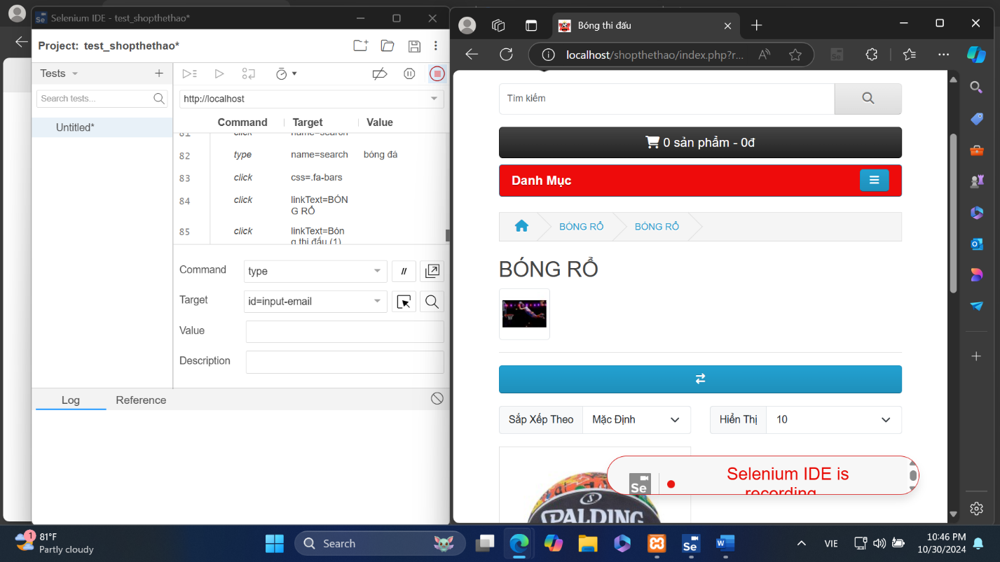 Selenium IDE - test_shopthethao*
Project: test_shopthethao*
Tests
Search tests...
Untitled*
http://localhost
Command Target Value
81 click name=search
82 type name=search bóng đá
83 click css=.fa-bars
84 click linkText=BÓN
G RỔ
85 click linkText=Bón
g thi đấu (1)
Command type //
Target id=input-email
Value
Description
Log Reference
Bóng thi đấu
localhost/shopthethao/index.php?r...
Tìm kiếm
0 sản phẩm - 0đ
Danh Mục
BÓNG RỔ BÓNG RỔ
BÓNG RỔ
Sắp Xếp Theo Mặc Định Hiển Thị 10
SPALDING
Se
Selenium IDE is
recording...
1
81°F
Partly cloudy
Search
Se
VIE
10:46 PM
10/30/2024